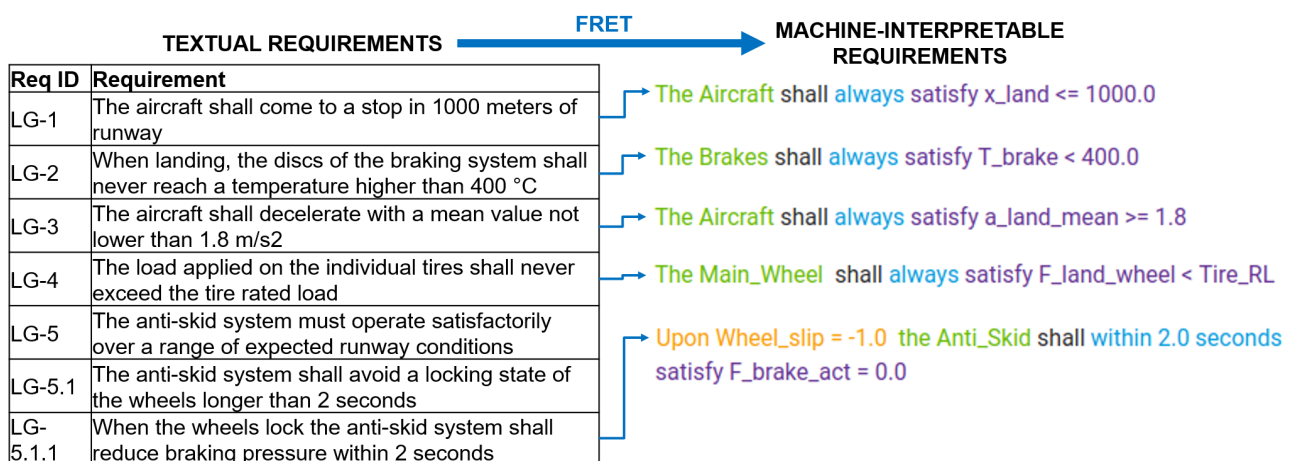 FRET
TEXTUAL REQUIREMENTS
MACHINE-INTERPRETABLE
REQUIREMENTS
Req ID Requirement
LG-1 The aircraft shall come to a stop in 1000 meters of
runway
LG-2 When landing, the discs of the braking system shall
never reach a temperature higher than 400 °C
LG-3 The aircraft shall decelerate with a mean value not
lower than 1.8 m/s2
LG-4 The load applied on the individual tires shall never
exceed the tire rated load
LG-5 The anti-skid system must operate satisfactorily
over a range of expected runway conditions
LG-5.1 The anti-skid system shall avoid a locking state of
the wheels longer than 2 seconds
LG- When the wheels lock the anti-skid system shall
5.1.1 reduce braking pressure within 2 seconds
The Aircraft shall always satisfy x_land <= 1000.0
The Brakes shall always satisfy T_brake < 400.0
The Aircraft shall always satisfy a_land_mean >= 1.8
The Main_Wheel shall always satisfy F_land_wheel < Tire_RL
Upon Wheel_slip = -1.0 the Anti_Skid shall within 2.0 seconds
satisfy F_brake_act = 0.0